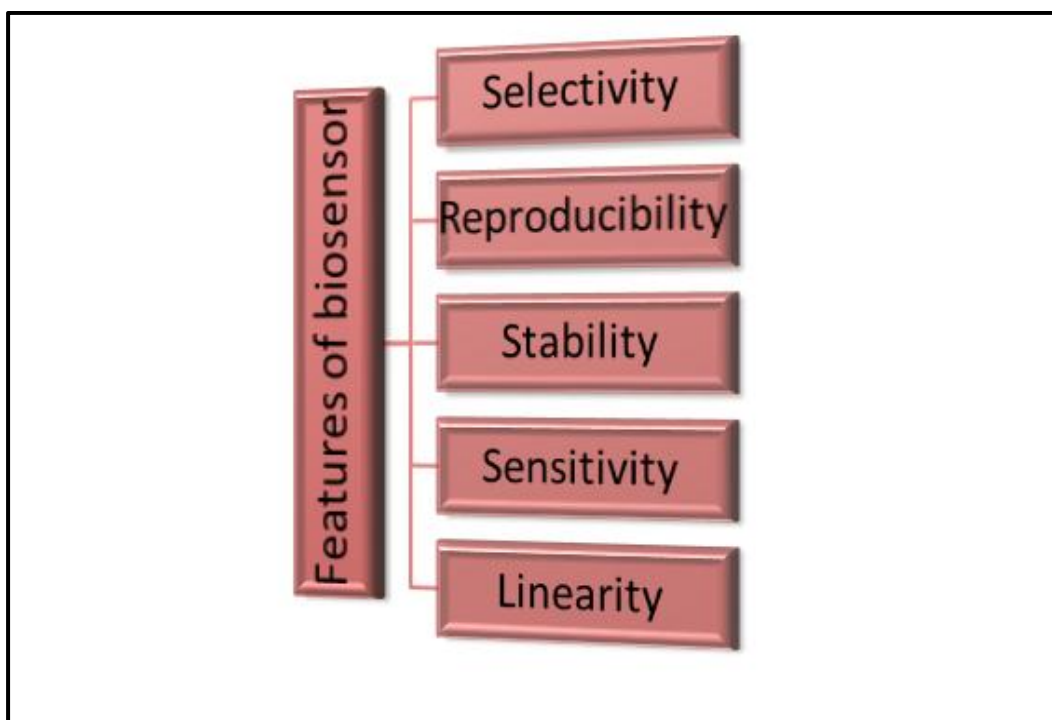 Features of biosensor
Selectivity
Reproducibility
Stability
Sensitivity
Linearity